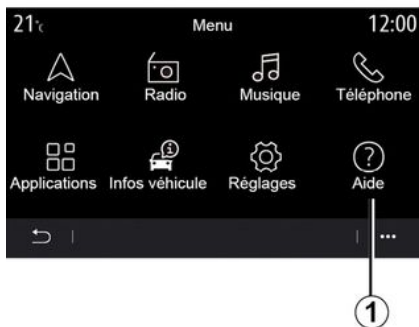 21°c Menu 12:00
Navigation Radio Musique Téléphone
Applications Infos véhicule Réglages Aide
1